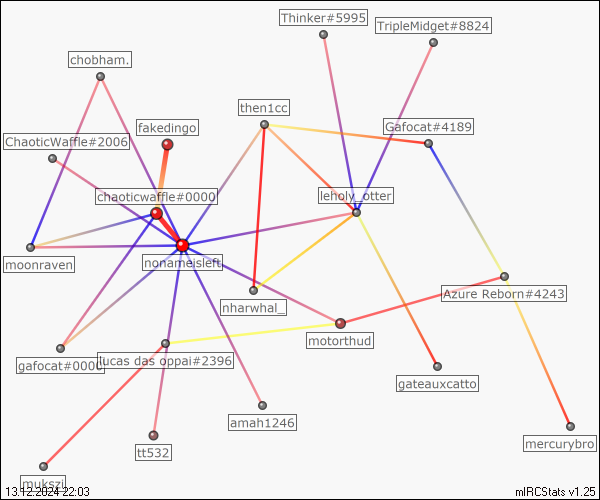 Thinker#5995
TripleMidget#8824
chobham.
then1cc
fakedingo
Gafocat#4189
ChaoticWaffle#2006
chaoticwaffle#0000
leholy_otter
nonameisleft
moonraven
Azure Reborn#4243
nharwhal_
motorthud
lucas das oppai#2396
gafocat#0000
gateauxcatto
amah1246
mercurybro
tt532
mukszi
13.12.2024 22:03
mIRCStats v1.25